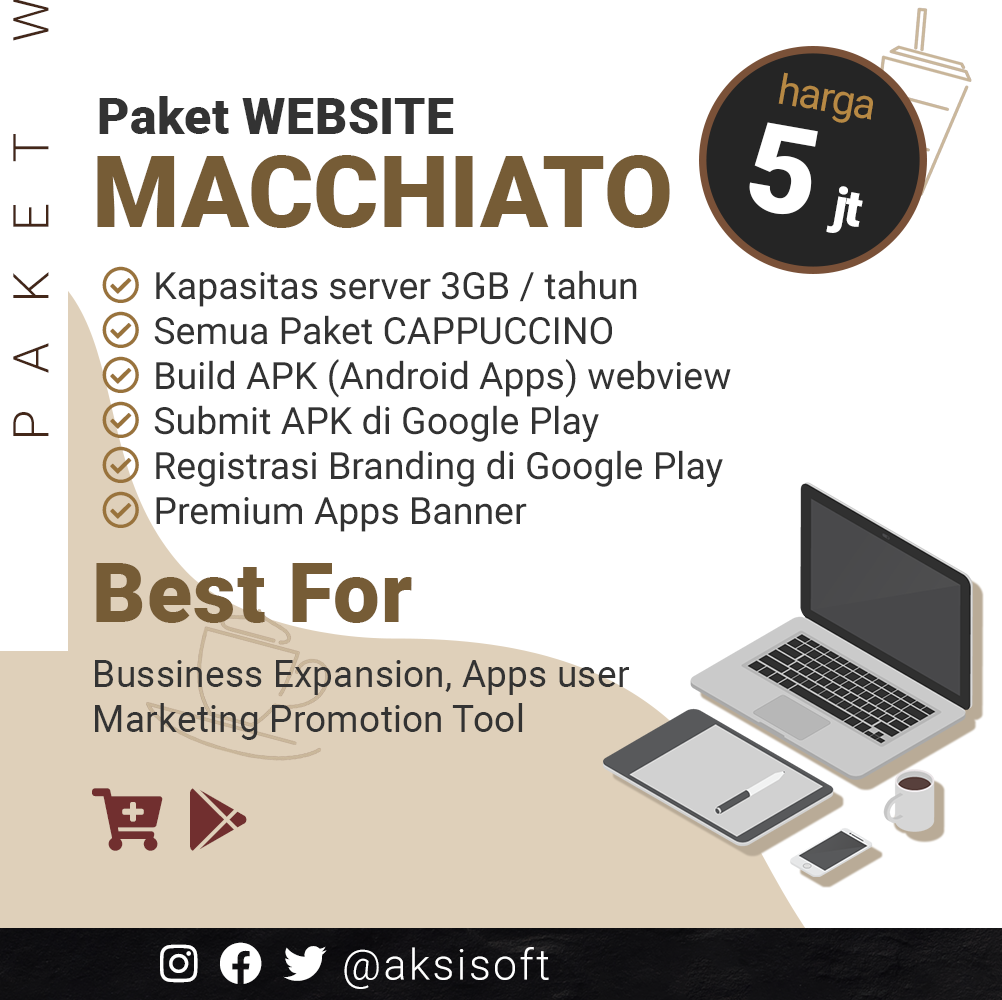 PAKET W
Paket WEBSITE
MACCHIATO
harga
5 jt
Kapasitas server 3GB / tahun
Semua Paket CAPPUCCINO
Build APK (Android Apps) webview
Submit APK di Google Play
Registrasi Branding di Google Play
Premium Apps Banner
Best For
Bussiness Expansion, Apps user
Marketing Promotion Tool
@aksisoft